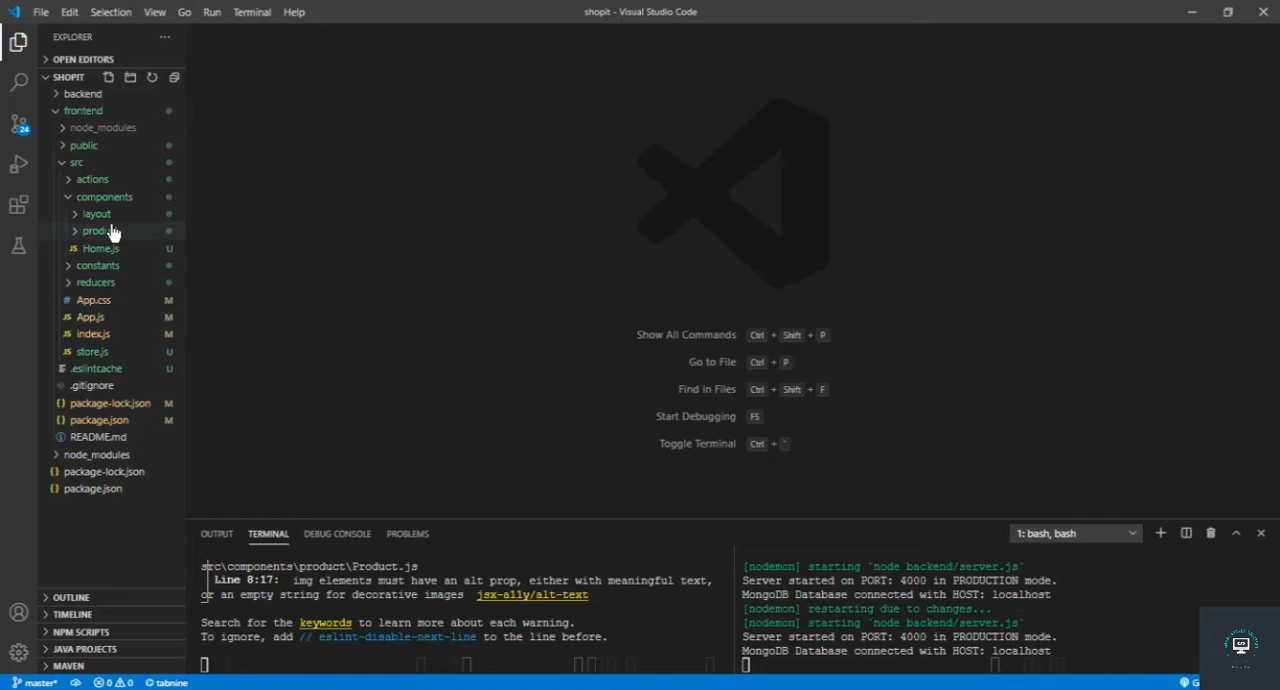 File Edit Selection View Go Run Terminal Help
shopit - Visual Studio Code
EXPLORER
OPEN EDITORS
SHOPIT
backend
frontend
node_modules
public
src
actions
components
layout
Home.js U
constants
reducers
# App.css M
JS App.js M
JS index.js M
JS store.js U
.eslintcache U
.gitignore
{} package-lock.json M
{} package.json M
README.md
node_modules
{} package-lock.json
{} package.json
24
Show All Commands Ctrl + Shift + P
Go to File Ctrl + P
Find in Files Ctrl + Shift + F
Start Debugging F5
Toggle Terminal Ctrl + `
OUTPUT TERMINAL DEBUG CONSOLE PROBLEMS
1: bash, bash
src\components\product\Product.js
Line 8:17: img elements must have an alt prop, either with meaningful text,
or an empty string for decorative images jsx-a11y/alt-text
Search for the keywords to learn more about each warning.
To ignore, add // eslint-disable-next-line to the line before.
[nodemon] starting `node backend/server.js`
Server started on PORT: 4000 in PRODUCTION mode.
MongoDB Database connected with HOST: localhost
[nodemon] restarting due to changes...
[nodemon] starting `node backend/server.js`
Server started on PORT: 4000 in PRODUCTION mode.
MongoDB Database connected with HOST: localhost
OUTLINE
TIMELINE
NPM SCRIPTS
JAVA PROJECTS
MAVEN
master* 0 0 tabnine